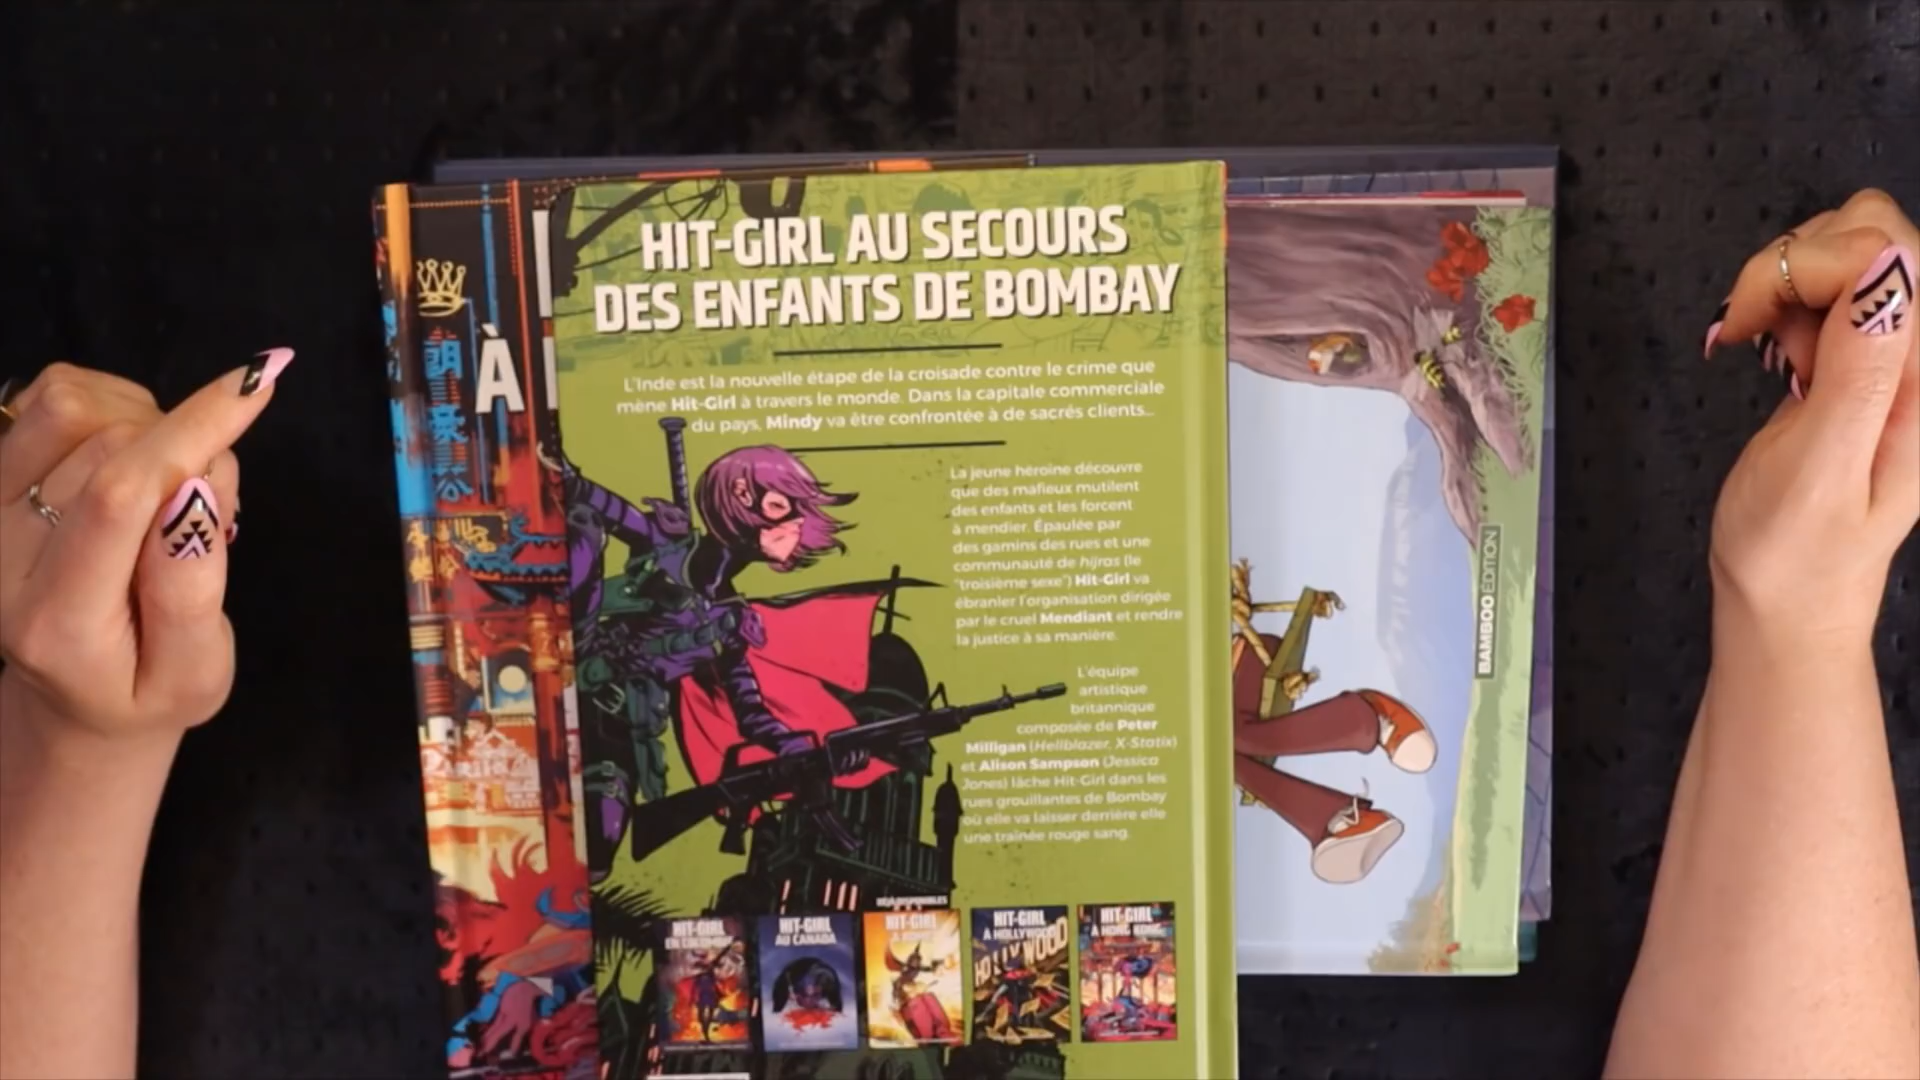 HIT-GIRL AU SECOURS
DES ENFANTS DE BOMBAY
L'Inde est la nouvelle étape de la croisade contre le crime que
mène Hit-Girl à travers le monde. Dans la capitale commerciale
du pays, Mindy va être confrontée à de sacrés clients...
La jeune héroïne découvre
que des mafieux mutilent
des enfants et les forcent
à mendier. Épaulée par
des gamins des rues et une
communauté de hijras (le
"troisième sexe") Hit-Girl va
ébranler l'organisation dirigée
par le cruel Mendiant et rendre
la justice à sa manière.
L'équipe
artistique
britannique
composée de Peter
Milligan (Hellblazer, X-Statix)
et Alison Sampson (Jessica
Jones) lâche Hit-Girl dans les
rues grouillantes de Bombay
où elle va laisser derrière elle
une traînée rouge sang.
DÉJÀ DISPONIBLES
HIT-GIRL
EN COLOMBIE
HIT-GIRL
AU CANADA
HIT-GIRL
À ROME
HIT-GIRL
À HOLLYWOOD
HOLLYWOOD
HIT-GIRL
À HONG KONG
À
BAMBOO ÉDITION